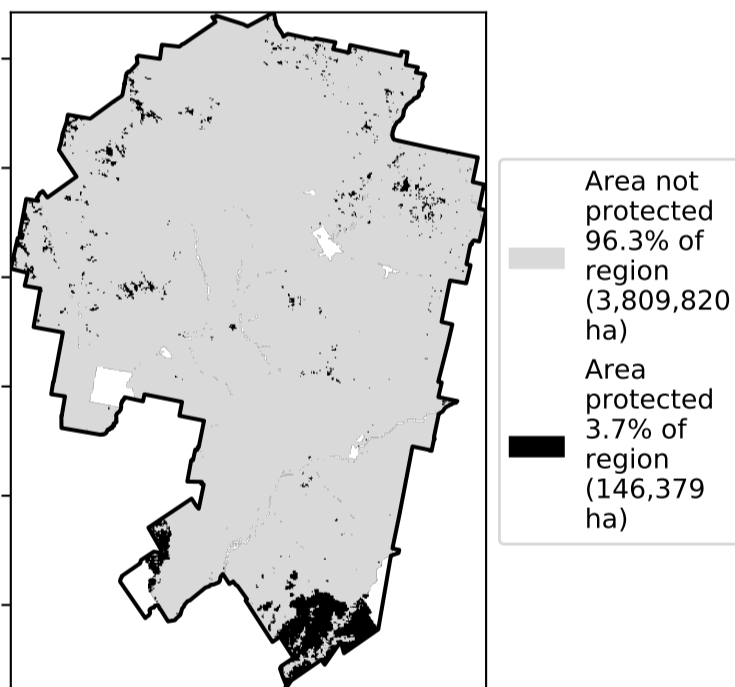 Area not
protected
96.3% of
region
(3,809,820
ha)
Area
protected
3.7% of
region
(146,379
ha)